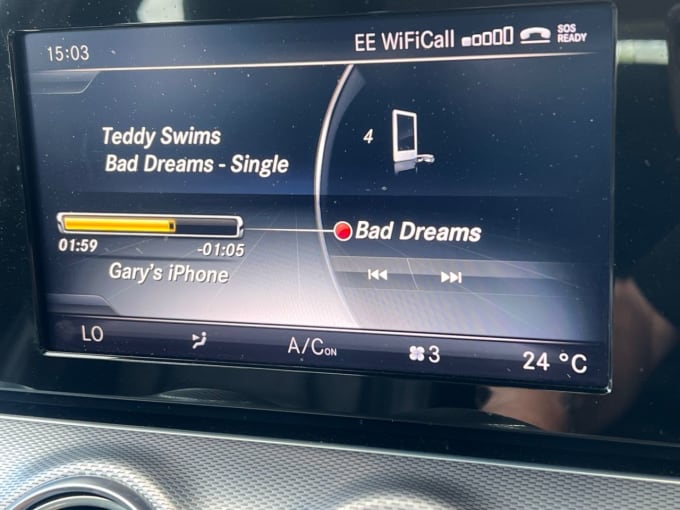 15:03
EE WiFiCall
SOS
READY
Teddy Swims
Bad Dreams - Single
4
01:59
-01:05
Bad Dreams
Gary's iPhone
LO
A/C ON
3
24 °C